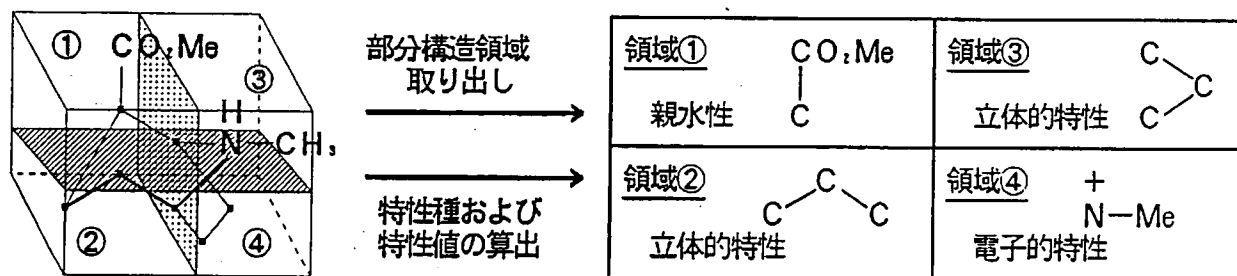 ① CO₂Me
③
H
N CH₃
②
④
部分構造領域
取り出し
特性種および
特性値の算出
領域①
CO₂Me
C
親水性
領域③
C
C
C
立体的特性
領域②
C
C C
立体的特性
領域④
+
N−Me
電子的特性